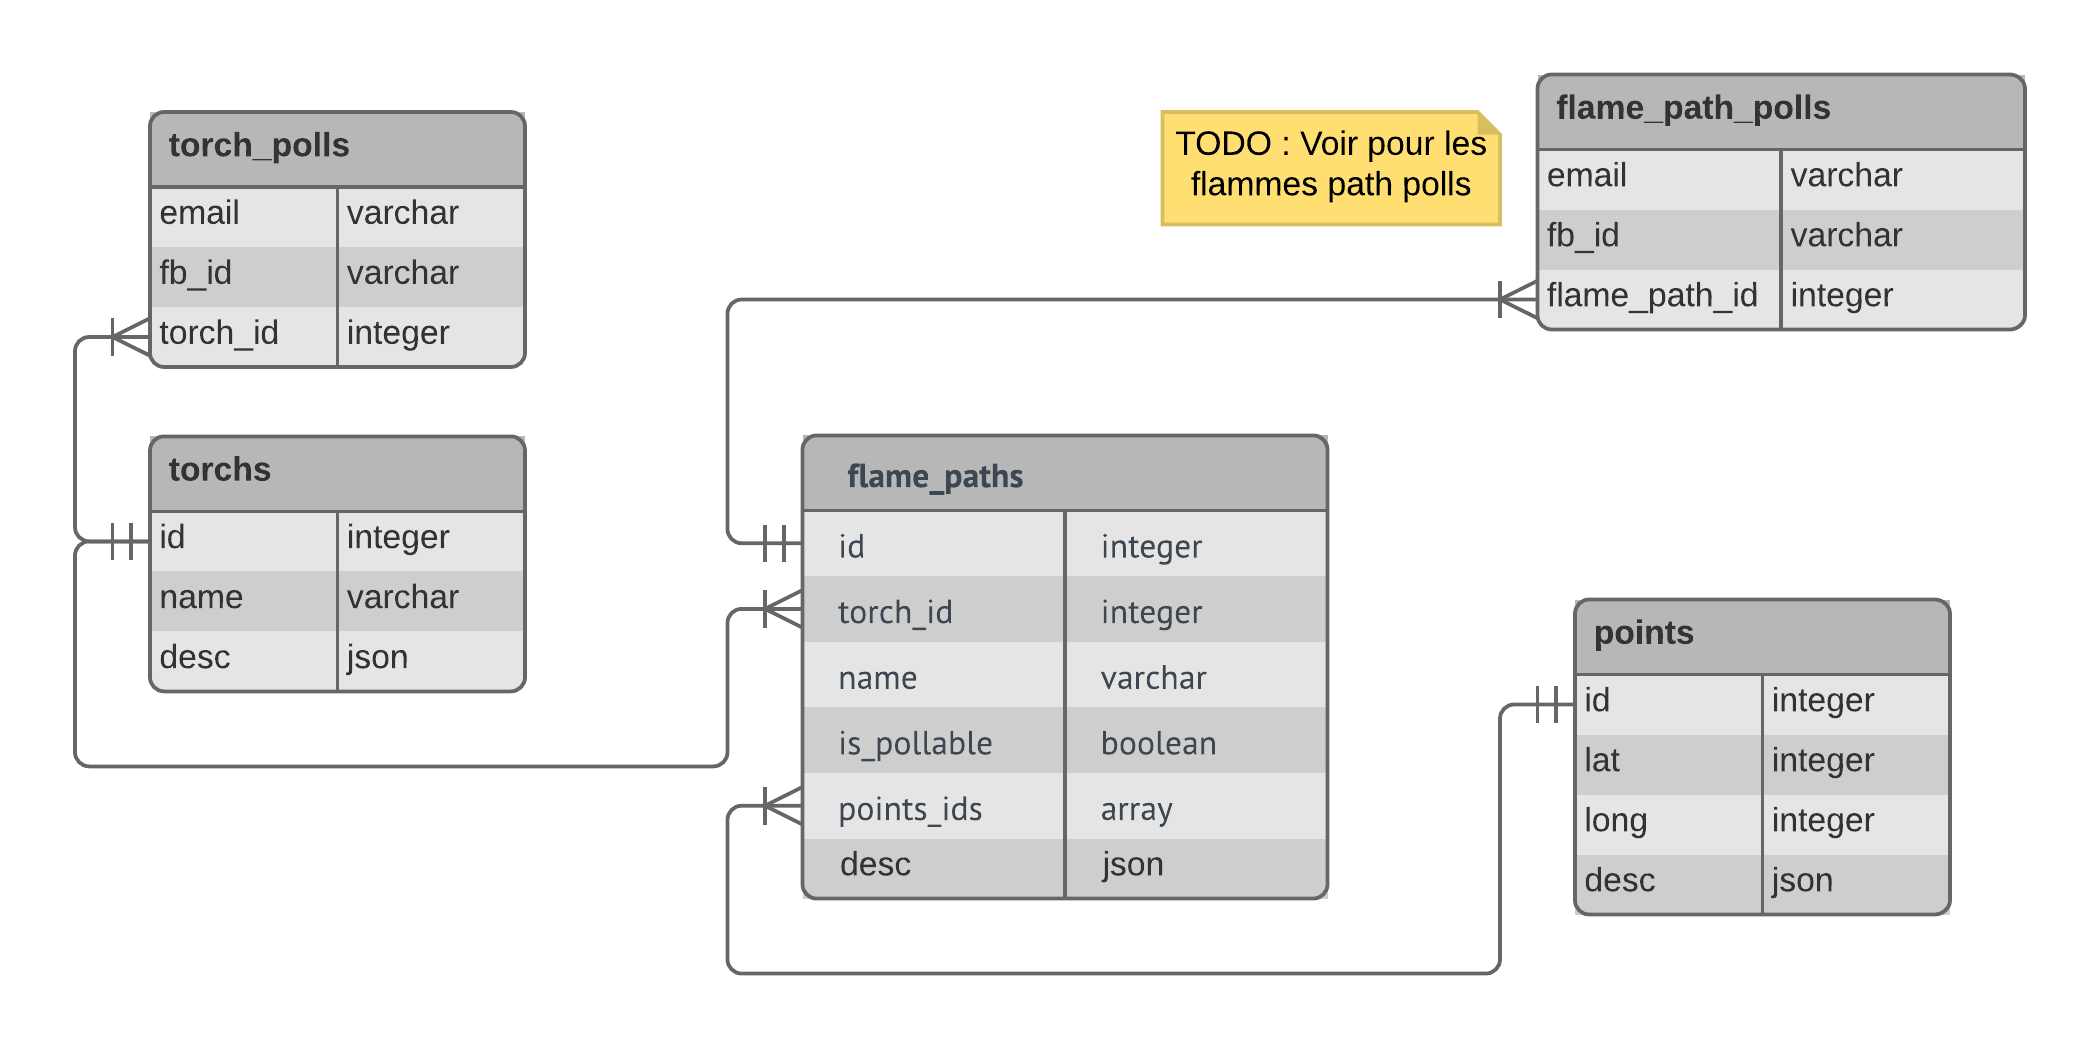 torch_polls
email varchar
fb_id varchar
torch_id integer
torchs
id integer
name varchar
desc json
TODO : Voir pour les
flammes path polls
flame_path_polls
email varchar
fb_id varchar
flame_path_id integer
flame_paths
id integer
torch_id integer
name varchar
is_pollable boolean
points_ids array
desc json
points
id integer
lat integer
long integer
desc json